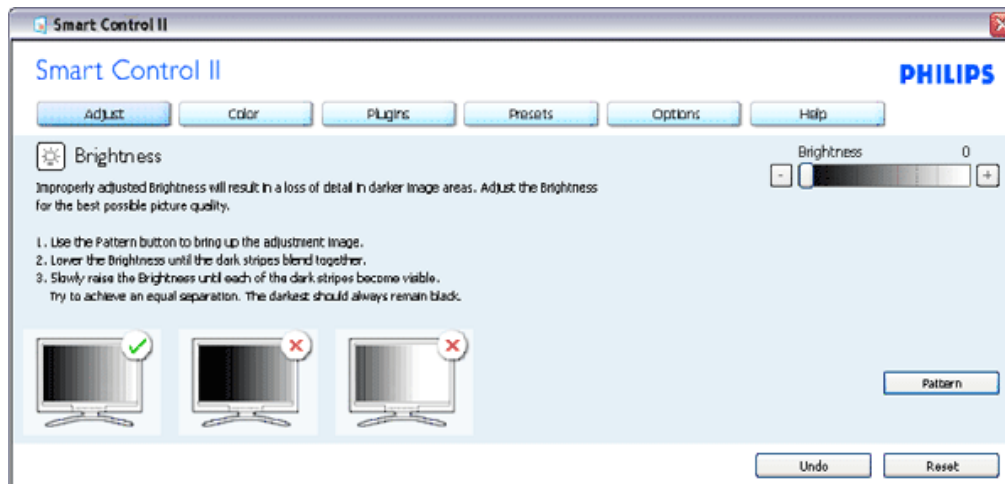 Smart Control II
Smart Control II
PHILIPS
Adjust Color Plugins Presets Options Help
Brightness
Brightness 0
- +
Improperly adjusted Brightness will result in a loss of detail in darker image areas. Adjust the Brightness
for the best possible picture quality.
1. Use the Pattern button to bring up the adjustment image.
2. Lower the Brightness until the dark stripes blend together.
3. Slowly raise the Brightness until each of the dark stripes become visible.
Try to achieve an equal separation. The darkest should always remain black.
Pattern
Undo Reset